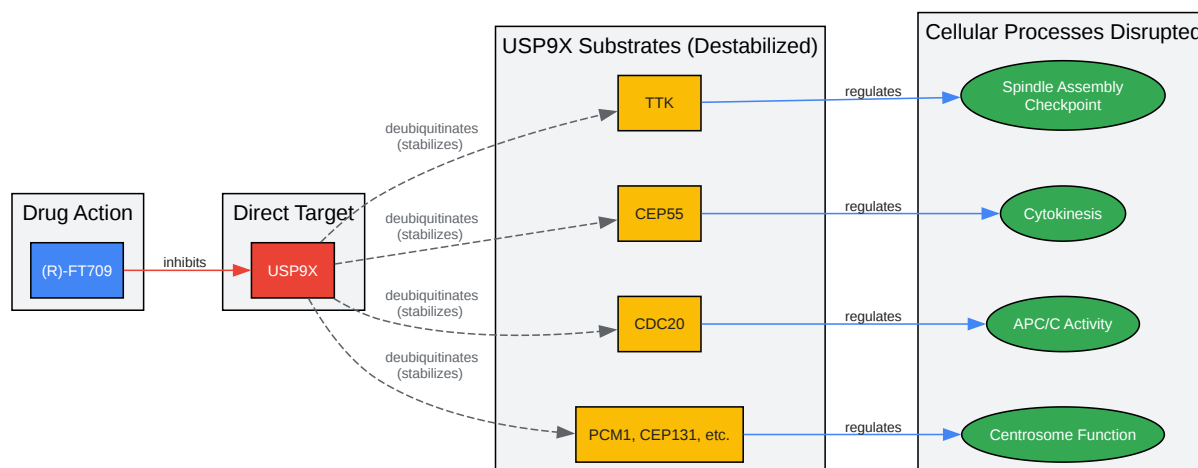 Drug Action
(R)-FT709
inhibits
Direct Target
USP9X
deubiquitinates
(stabilizes)
deubiquitinates
(stabilizes)
deubiquitinates
(stabilizes)
deubiquitinates
(stabilizes)
USP9X Substrates (Destabilized)
TTK
CEP55
CDC20
PCM1, CEP131, etc.
regulates
regulates
regulates
regulates
Cellular Processes Disrupted
Spindle Assembly
Checkpoint
Cytokinesis
APC/C Activity
Centrosome Function